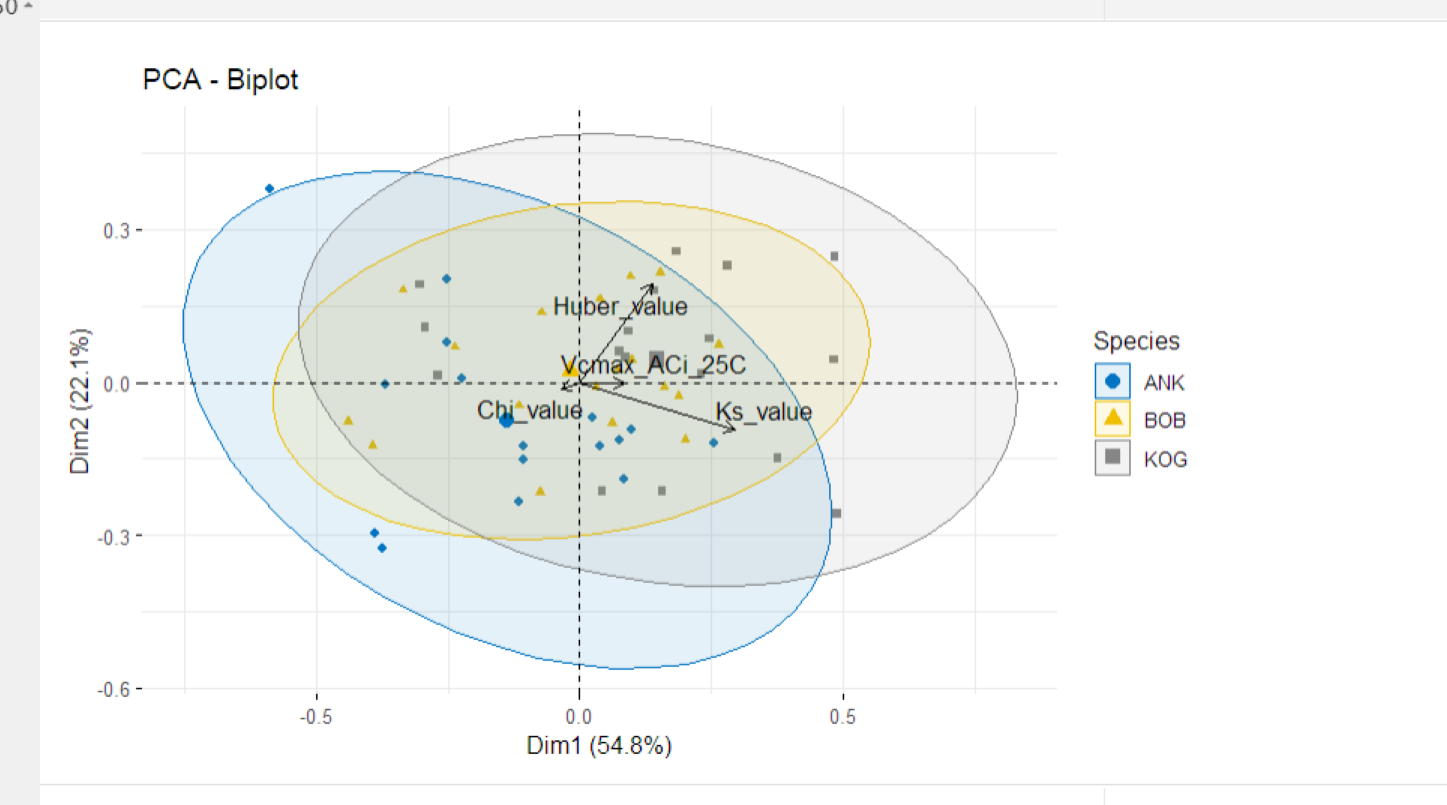 PCA - Biplot
0.3
0.0
-0.3
-0.6
Dim2 (22.1%)
Huber_value
Vcmax_ACi_25C
Chi_value
Ks_value
-0.5
0.0
0.5
Dim1 (54.8%)
Species
ANK
BOB
KOG